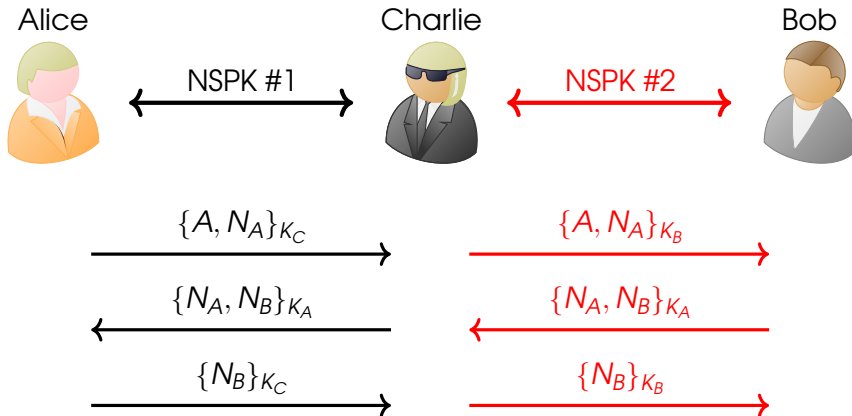 Alice Charlie Bob
NSPK #1 NSPK #2
{A, N_A}_{K_C} {A, N_A}_{K_B}
{N_A, N_B}_{K_A} {N_A, N_B}_{K_A}
{N_B}_{K_C} {N_B}_{K_B}